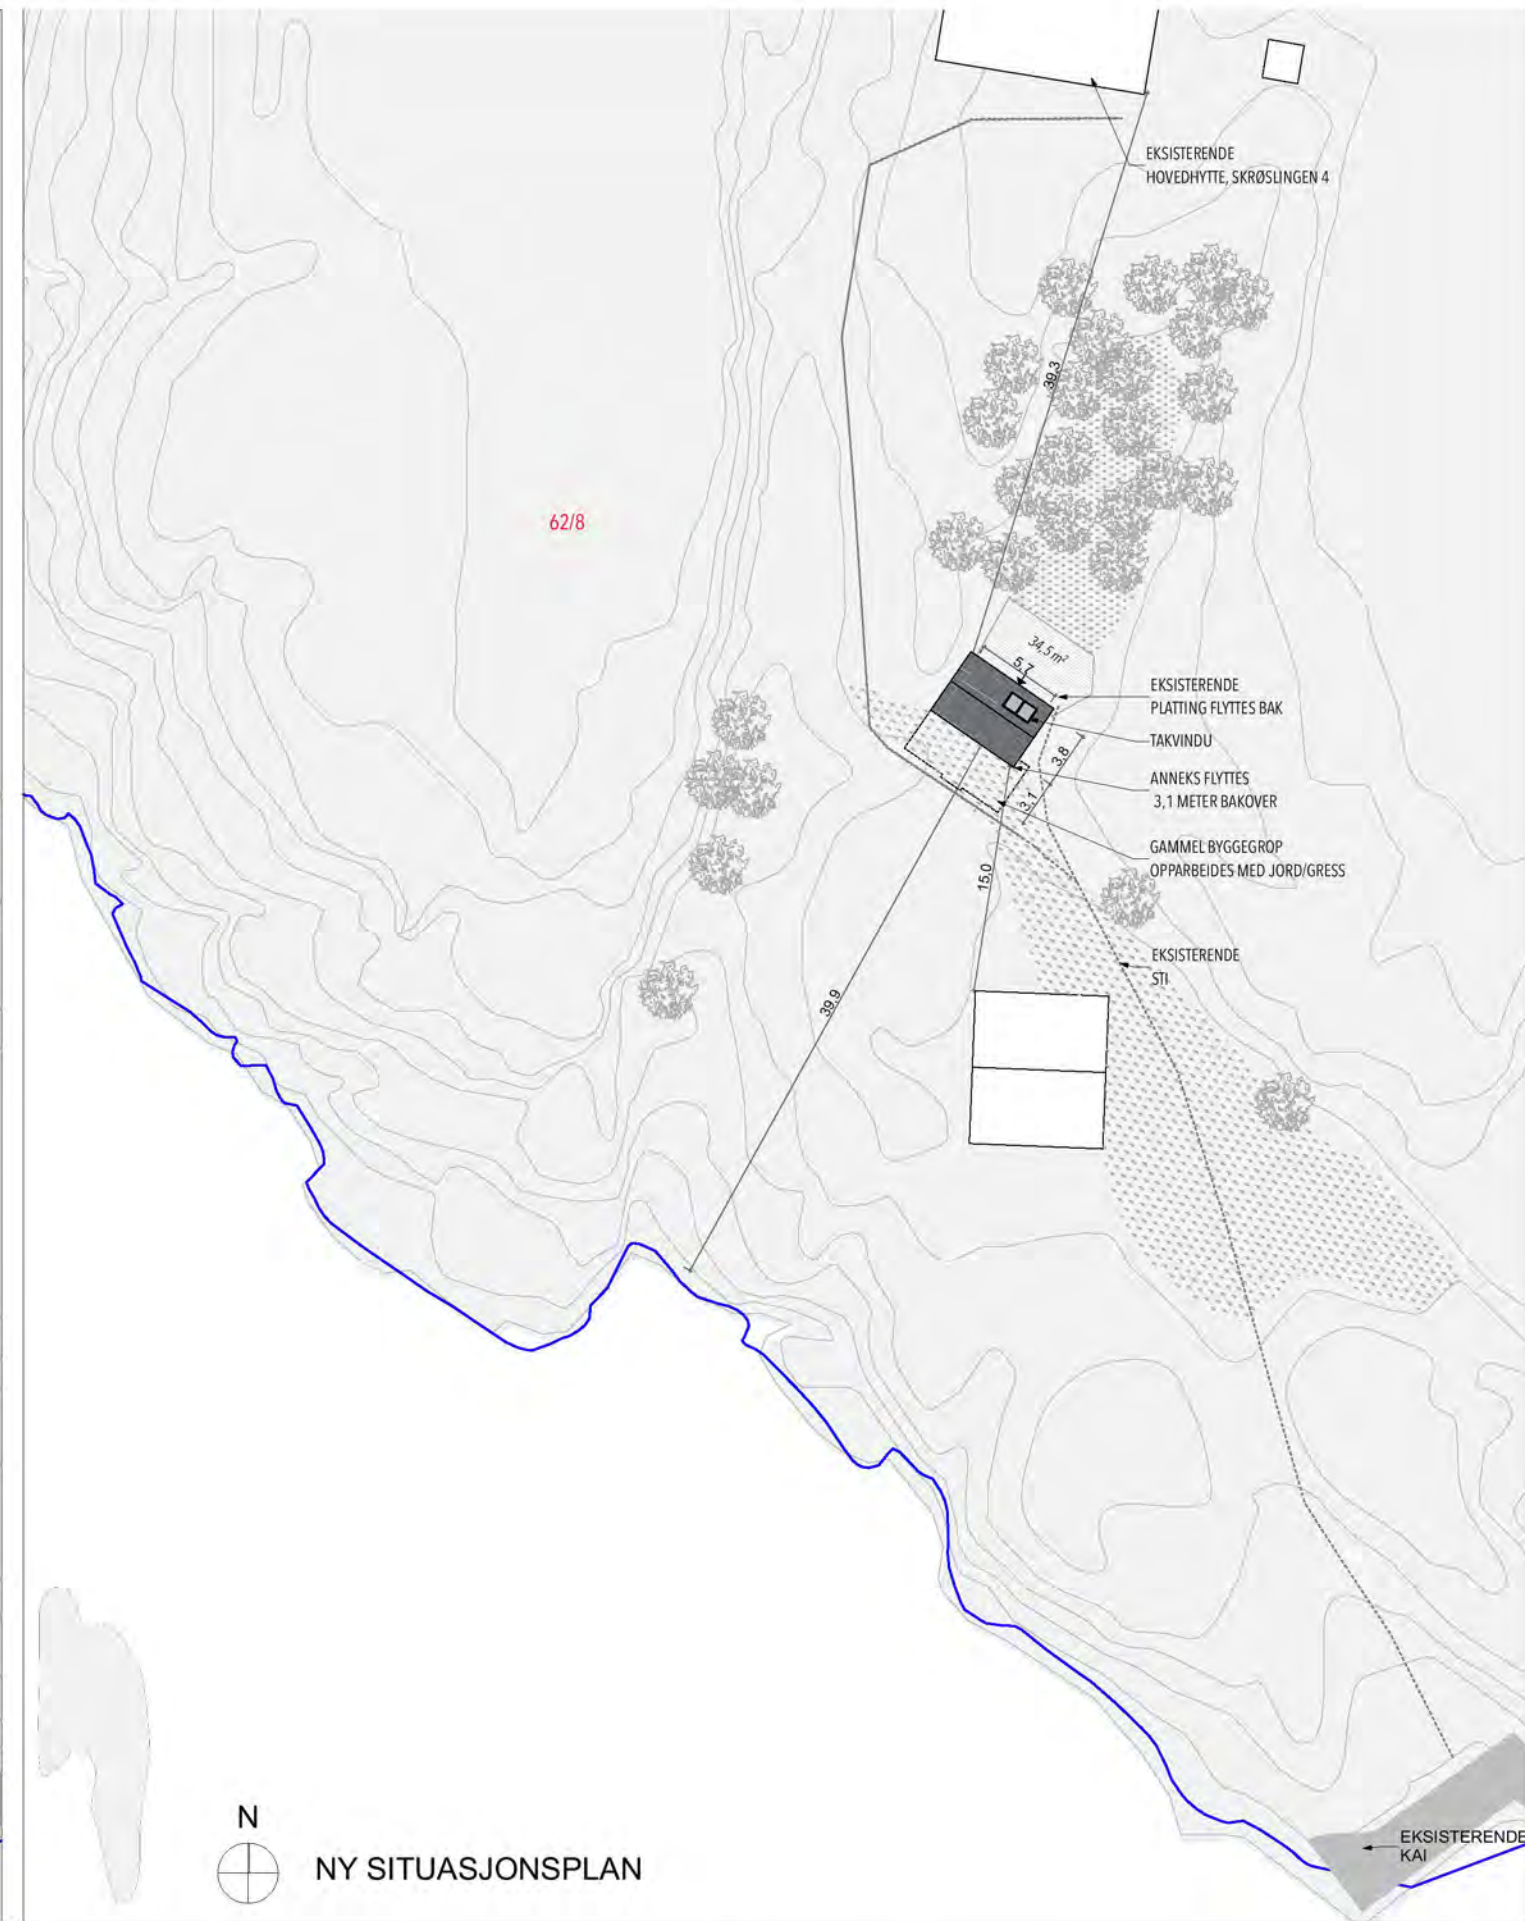 EKSISTERENDE
HOVEDHYTTE, SKRØSLINGEN 4
39,3
62/8
34,5 m²
5,7
EKSISTERENDE
PLATTING FLYTTES BAK
TAKVINDU
3,8
ANNEKS FLYTTES
3,1 METER BAKOVER
3,1
GAMMEL BYGGEGROP
OPPARBEIDES MED JORD/GRESS
15,0
EKSISTERENDE
STI
39,9
N
NY SITUASJONSPLAN
EKSISTERENDE
KAI